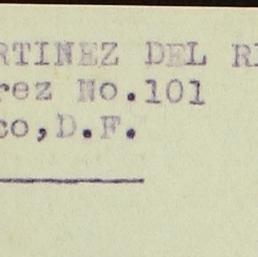 RTINEZ DEL R
rez No.101
co,D.F.